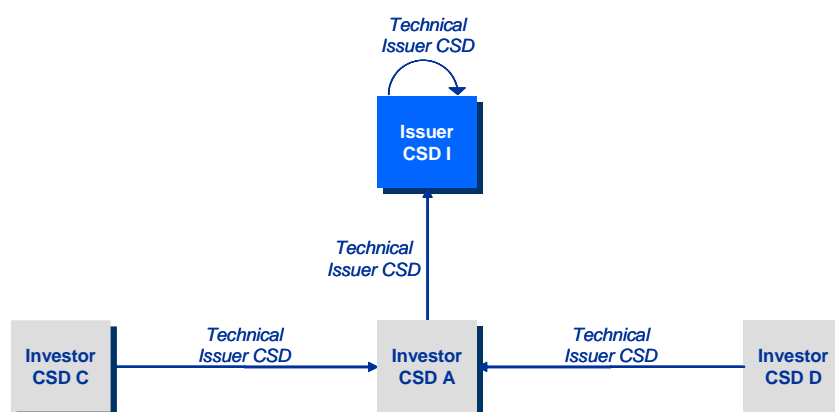 Technical
Issuer CSD
Issuer
CSD I
Technical
Issuer CSD
Investor
CSD C
Technical
Issuer CSD
Investor
CSD A
Technical
Issuer CSD
Investor
CSD D